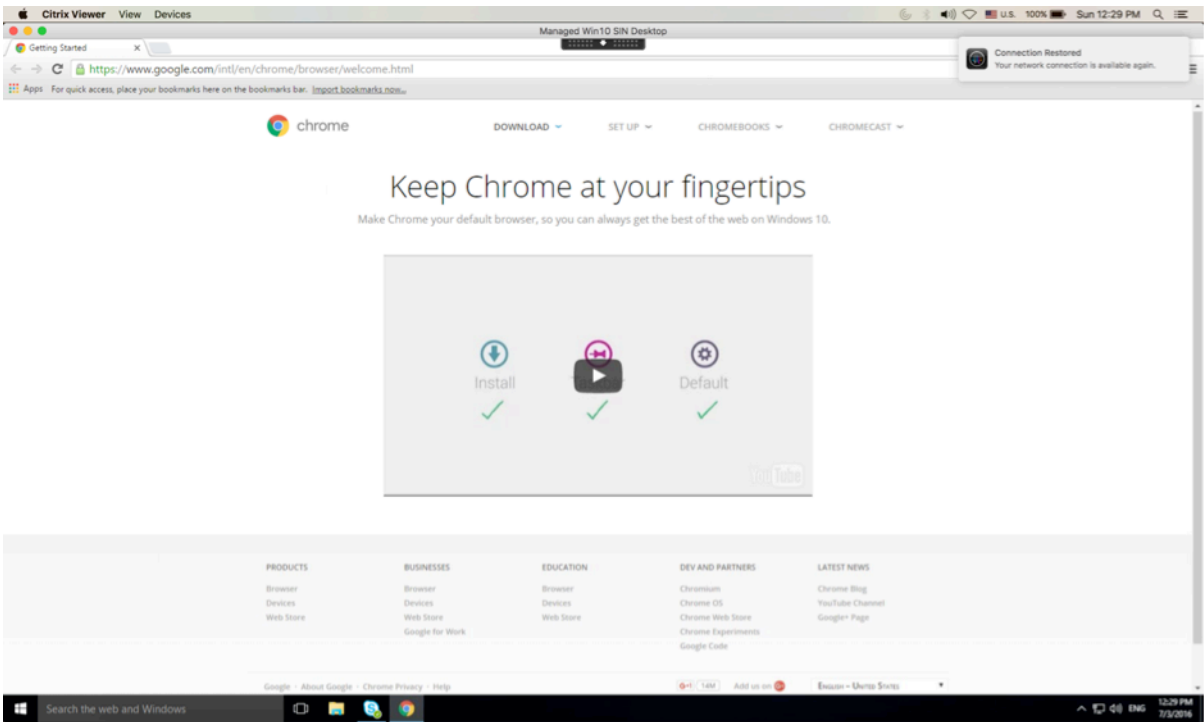 Citrix Viewer View Devices
U.S. 100% Sun 12:29 PM
Managed Win10 SIN Desktop
Getting Started
Connection Restored
Your network connection is available again.
https://www.google.com/intl/en/chrome/browser/welcome.html
Apps For quick access, place your bookmarks here on the bookmarks bar. Import bookmarks now...
chrome DOWNLOAD SET UP CHROMEBOOKS CHROMECAST
Keep Chrome at your fingertips
Make Chrome your default browser, so you can always get the best of the web on Windows 10.
Install Default
YouTube
PRODUCTS BUSINESSES EDUCATION DEV AND PARTNERS LATEST NEWS
Browser Browser Browser Chromium Chrome Blog
Devices Devices Devices Chrome OS YouTube Channel
Web Store Web Store Web Store Chrome Web Store Google+ Page
Google for Work Chrome Experiments
Google Code
Google · About Google · Chrome Privacy · Help
14M Add us on English – United States
Search the web and Windows
ENG 12:29 PM
7/3/2016